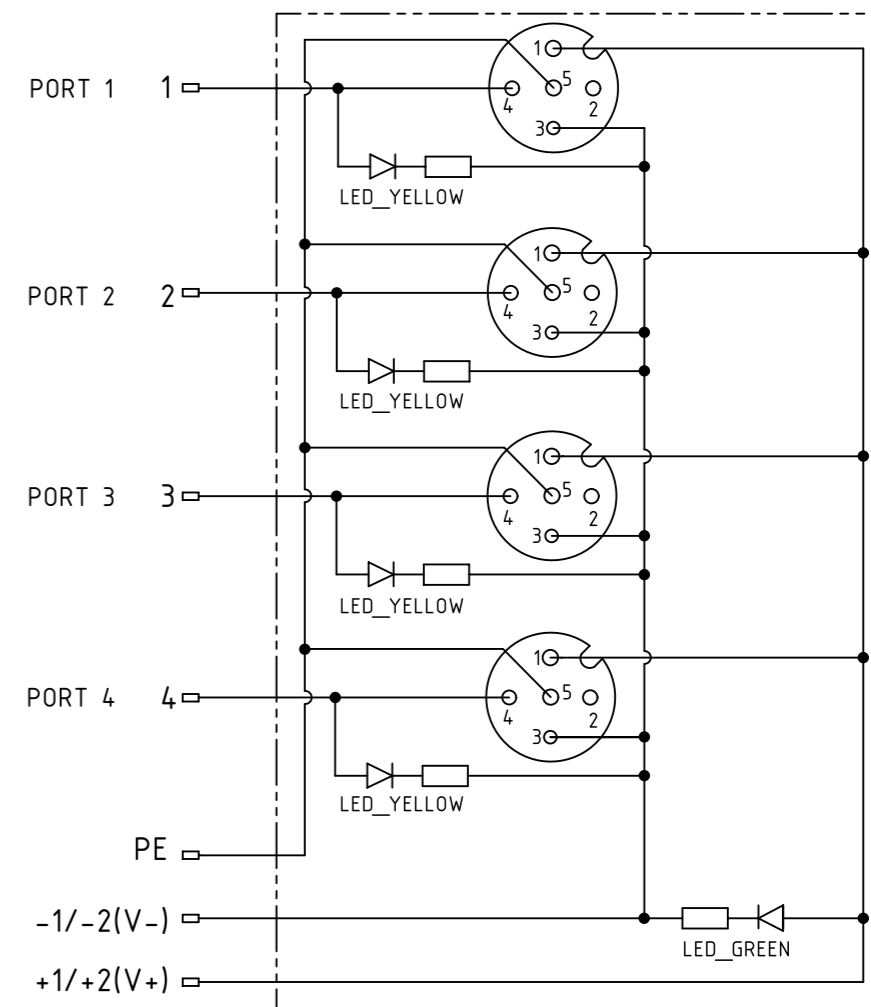 1
PORT 1 1 5
4 2
3
LED_YELLOW
1
PORT 2 2 5
4 2
3
LED_YELLOW
1
PORT 3 3 5
4 2
3
LED_YELLOW
1
PORT 4 4 5
4 2
3
LED_YELLOW
PE
-1/-2(V-)
LED_GREEN
+1/+2(V+)